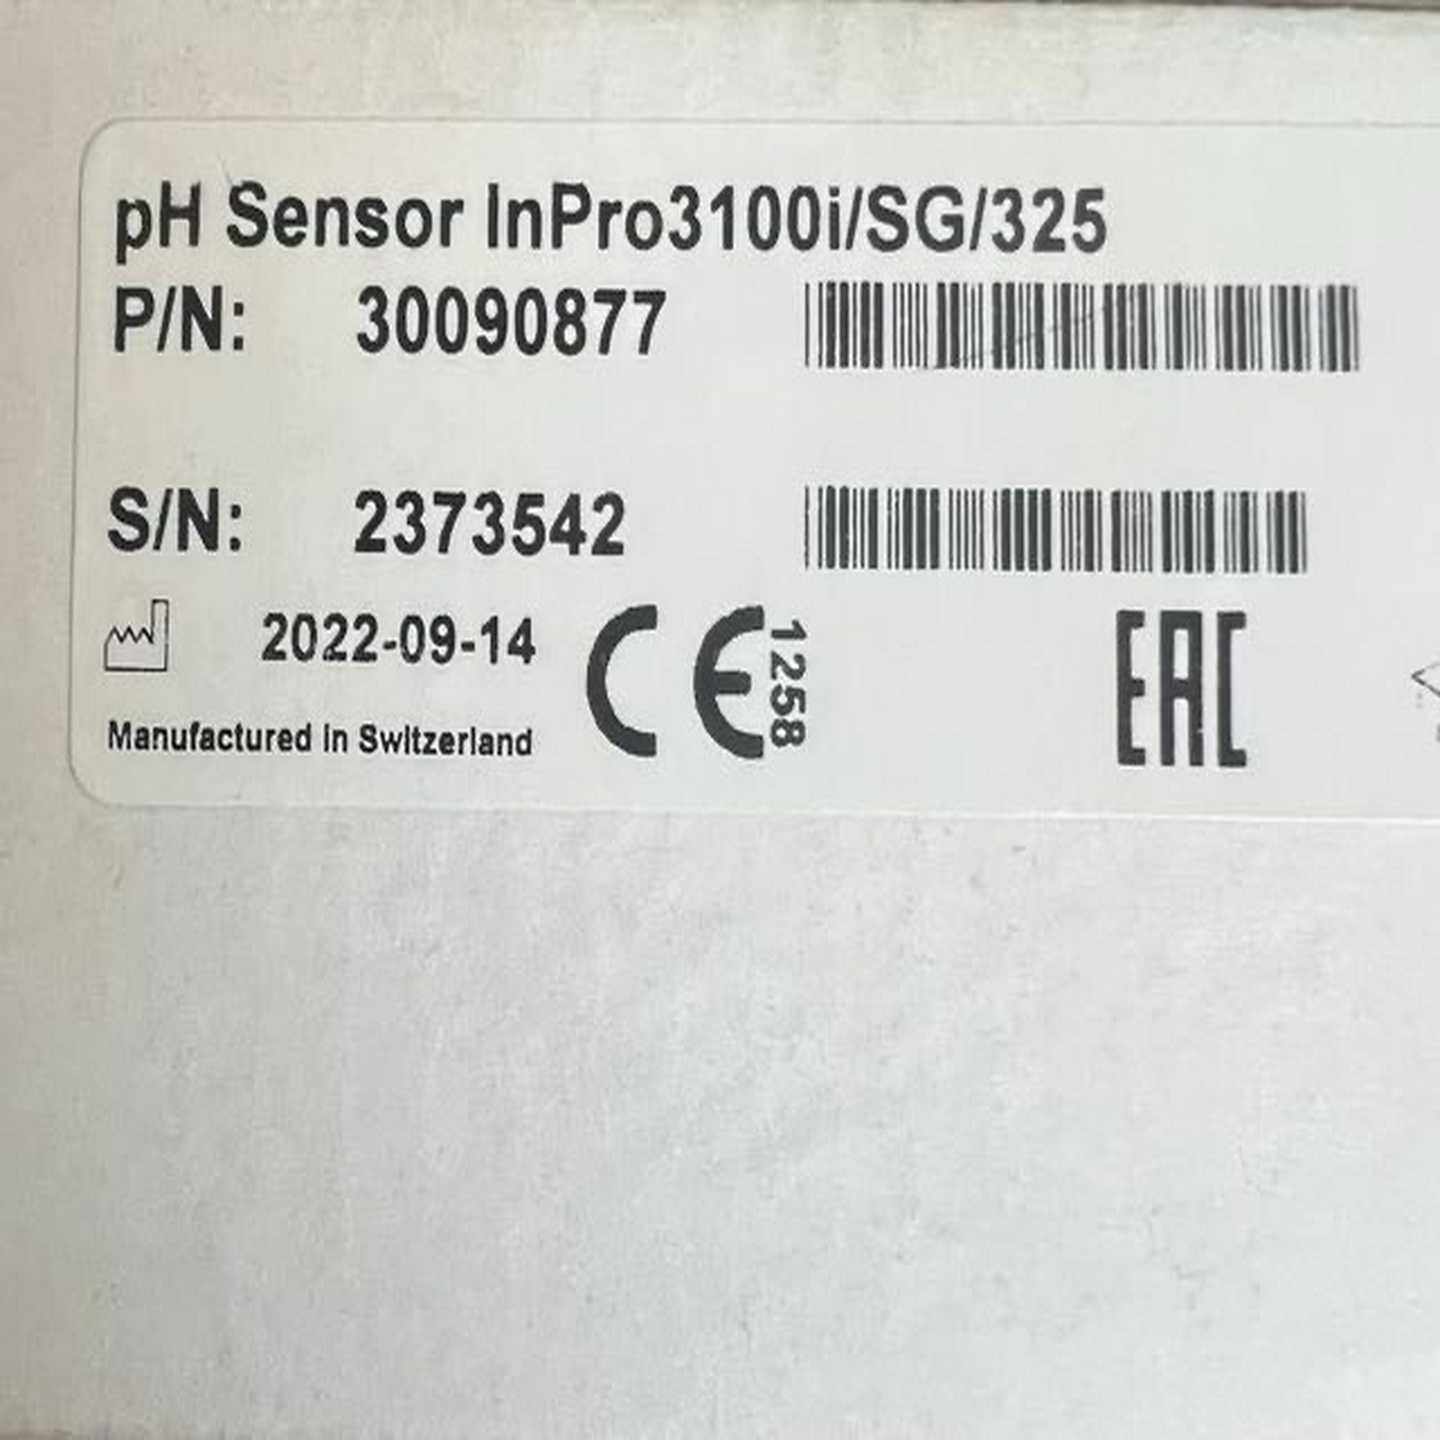 pH Sensor InPro3100i/SG/325
P/N: 30090877
S/N: 2373542
2022-09-14 CE 1258 EAC
Manufactured in Switzerland